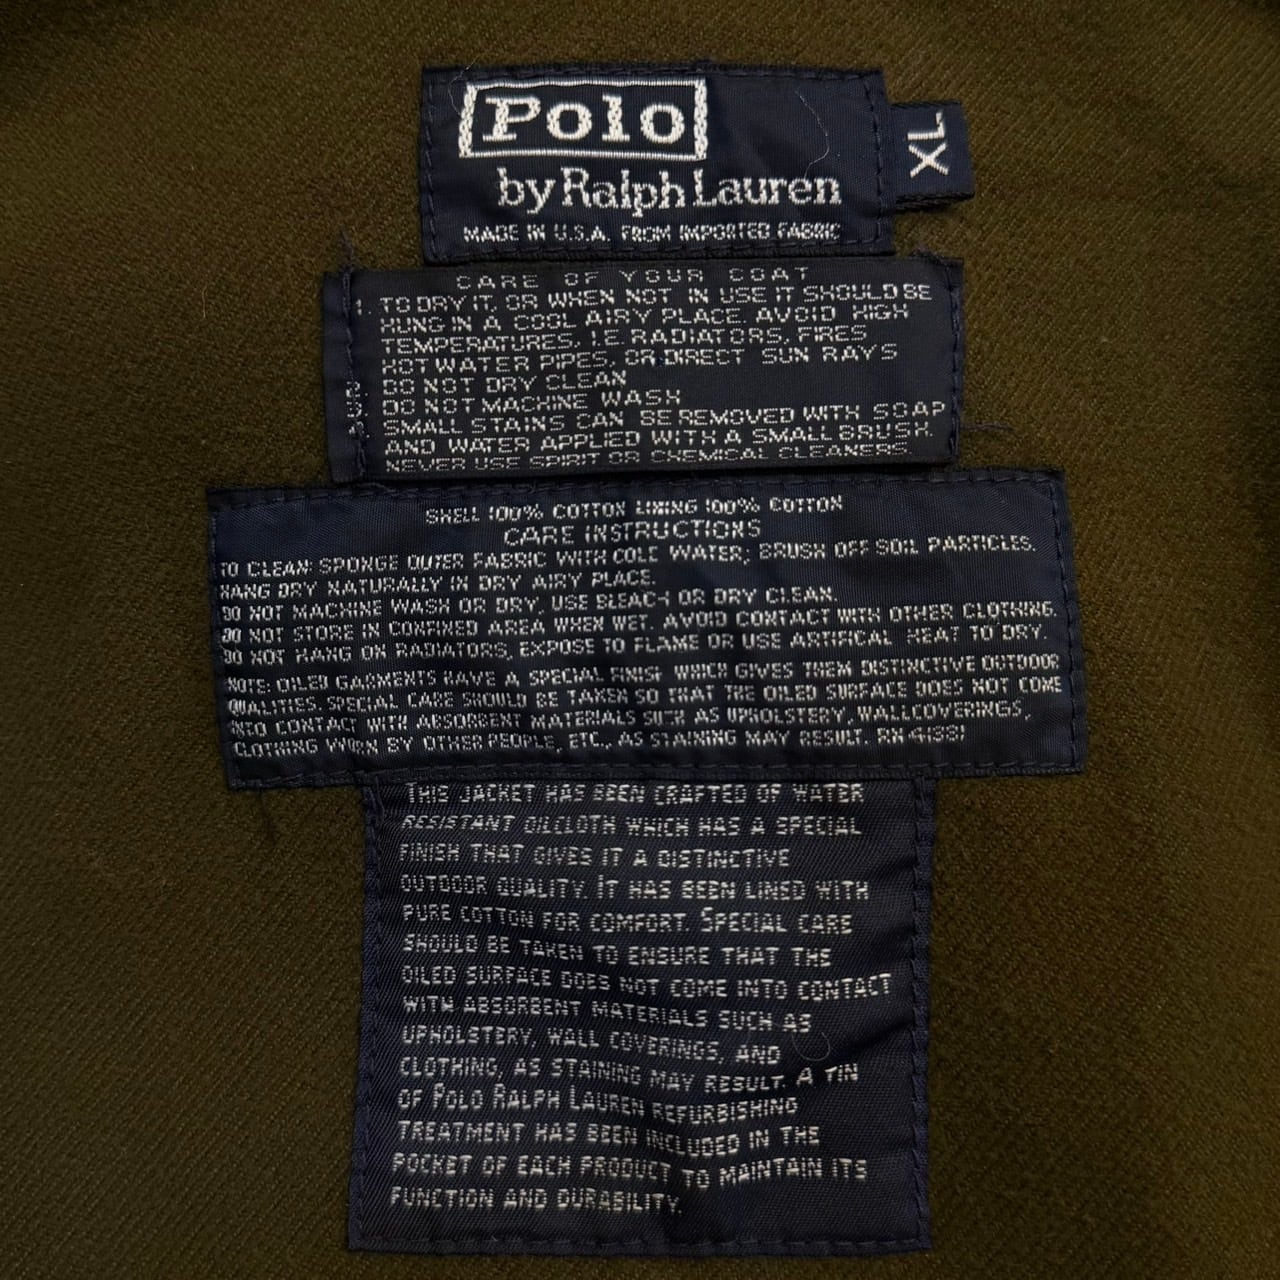 Polo
by Ralph Lauren
MADE IN U.S.A. FROM IMPORTED FABRIC
XL
CARE OF YOUR COAT
TO DRY IT, OR WHEN NOT IN USE IT SHOULD BE
HUNG IN A COOL AIRY PLACE. AVOID HIGH
TEMPERATURES, I.E. RADIATORS, FIRES,
HOT WATER PIPES, OR DIRECT SUN RAYS
DO NOT DRY CLEAN
DO NOT MACHINE WASH
SMALL STAINS CAN BE REMOVED WITH SOAP
AND WATER APPLIED WITH A SMALL BRUSH.
NEVER USE SPIRIT OR CHEMICAL CLEANERS.
SHELL 100% COTTON LINING 100% COTTON
CARE INSTRUCTIONS
TO CLEAN: SPONGE OUTER FABRIC WITH COLD WATER; BRUSH OFF SOIL PARTICLES.
HANG DRY NATURALLY IN DRY AIRY PLACE.
DO NOT MACHINE WASH OR DRY, USE BLEACH OR DRY CLEAN.
DO NOT STORE IN CONFINED AREA WHEN WET. AVOID CONTACT WITH OTHER CLOTHING.
DO NOT HANG ON RADIATORS, EXPOSE TO FLAME OR USE ARTIFICAL HEAT TO DRY.
NOTE: OILED GARMENTS HAVE A SPECIAL FINISH WHICH GIVES THEM DISTINCTIVE OUTDOOR
QUALITIES. SPECIAL CARE SHOULD BE TAKEN SO THAT THE OILED SURFACE DOES NOT COME
INTO CONTACT WITH ABSORBENT MATERIALS SUCH AS UPHOLSTERY, WALLCOVERINGS,
CLOTHING WORN BY OTHER PEOPLE, ETC., AS STAINING MAY RESULT. RN 41381
THIS JACKET HAS BEEN CRAFTED OF WATER
RESISTANT OILCLOTH WHICH HAS A SPECIAL
FINISH THAT GIVES IT A DISTINCTIVE
OUTDOOR QUALITY. IT HAS BEEN LINED WITH
PURE COTTON FOR COMFORT. SPECIAL CARE
SHOULD BE TAKEN TO ENSURE THAT THE
OILED SURFACE DOES NOT COME INTO CONTACT
WITH ABSORBENT MATERIALS SUCH AS
UPHOLSTERY, WALL COVERINGS, AND
CLOTHING, AS STAINING MAY RESULT. A TIN
OF POLO RALPH LAUREN REFURBISHING
TREATMENT HAS BEEN INCLUDED IN THE
POCKET OF EACH PRODUCT TO MAINTAIN ITS
FUNCTION AND DURABILITY.